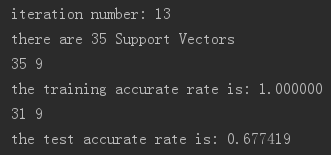 iteration number: 13
there are 35 Support Vectors
35 9
the training accurate rate is: 1.000000
31 9
the test accurate rate is: 0.677419